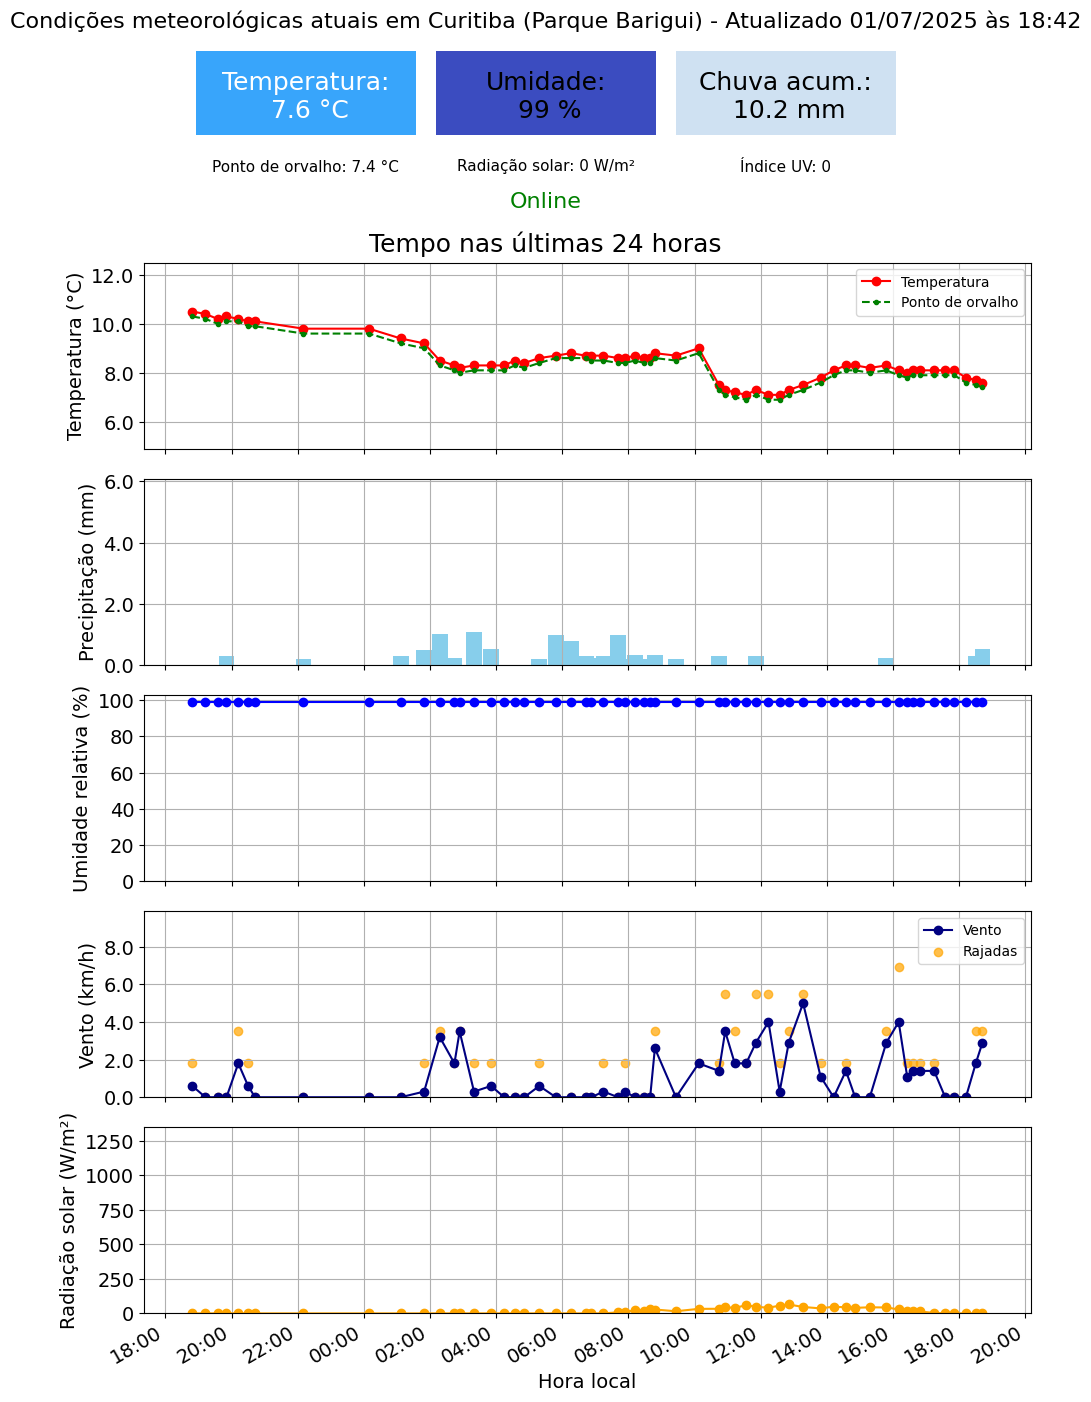 Condições meteorológicas atuais em Curitiba (Parque Barigui) - Atualizado 01/07/2025 às 18:42
Temperatura:
7.6 °C
Umidade:
99 %
Chuva acum.:
10.2 mm
Ponto de orvalho: 7.4 °C
Radiação solar: 0 W/m²
Índice UV: 0
Online
Tempo nas últimas 24 horas
Temperatura (°C)
12.0
10.0
8.0
6.0
Temperatura
Ponto de orvalho
Precipitação (mm)
6.0
4.0
2.0
0.0
Umidade relativa (%)
100
80
60
40
20
0
Vento (km/h)
8.0
6.0
4.0
2.0
0.0
Vento
Rajadas
Radiação solar (W/m²)
1250
1000
750
500
250
0
18:00
20:00
22:00
00:00
02:00
04:00
06:00
08:00
10:00
12:00
14:00
16:00
18:00
20:00
Hora local